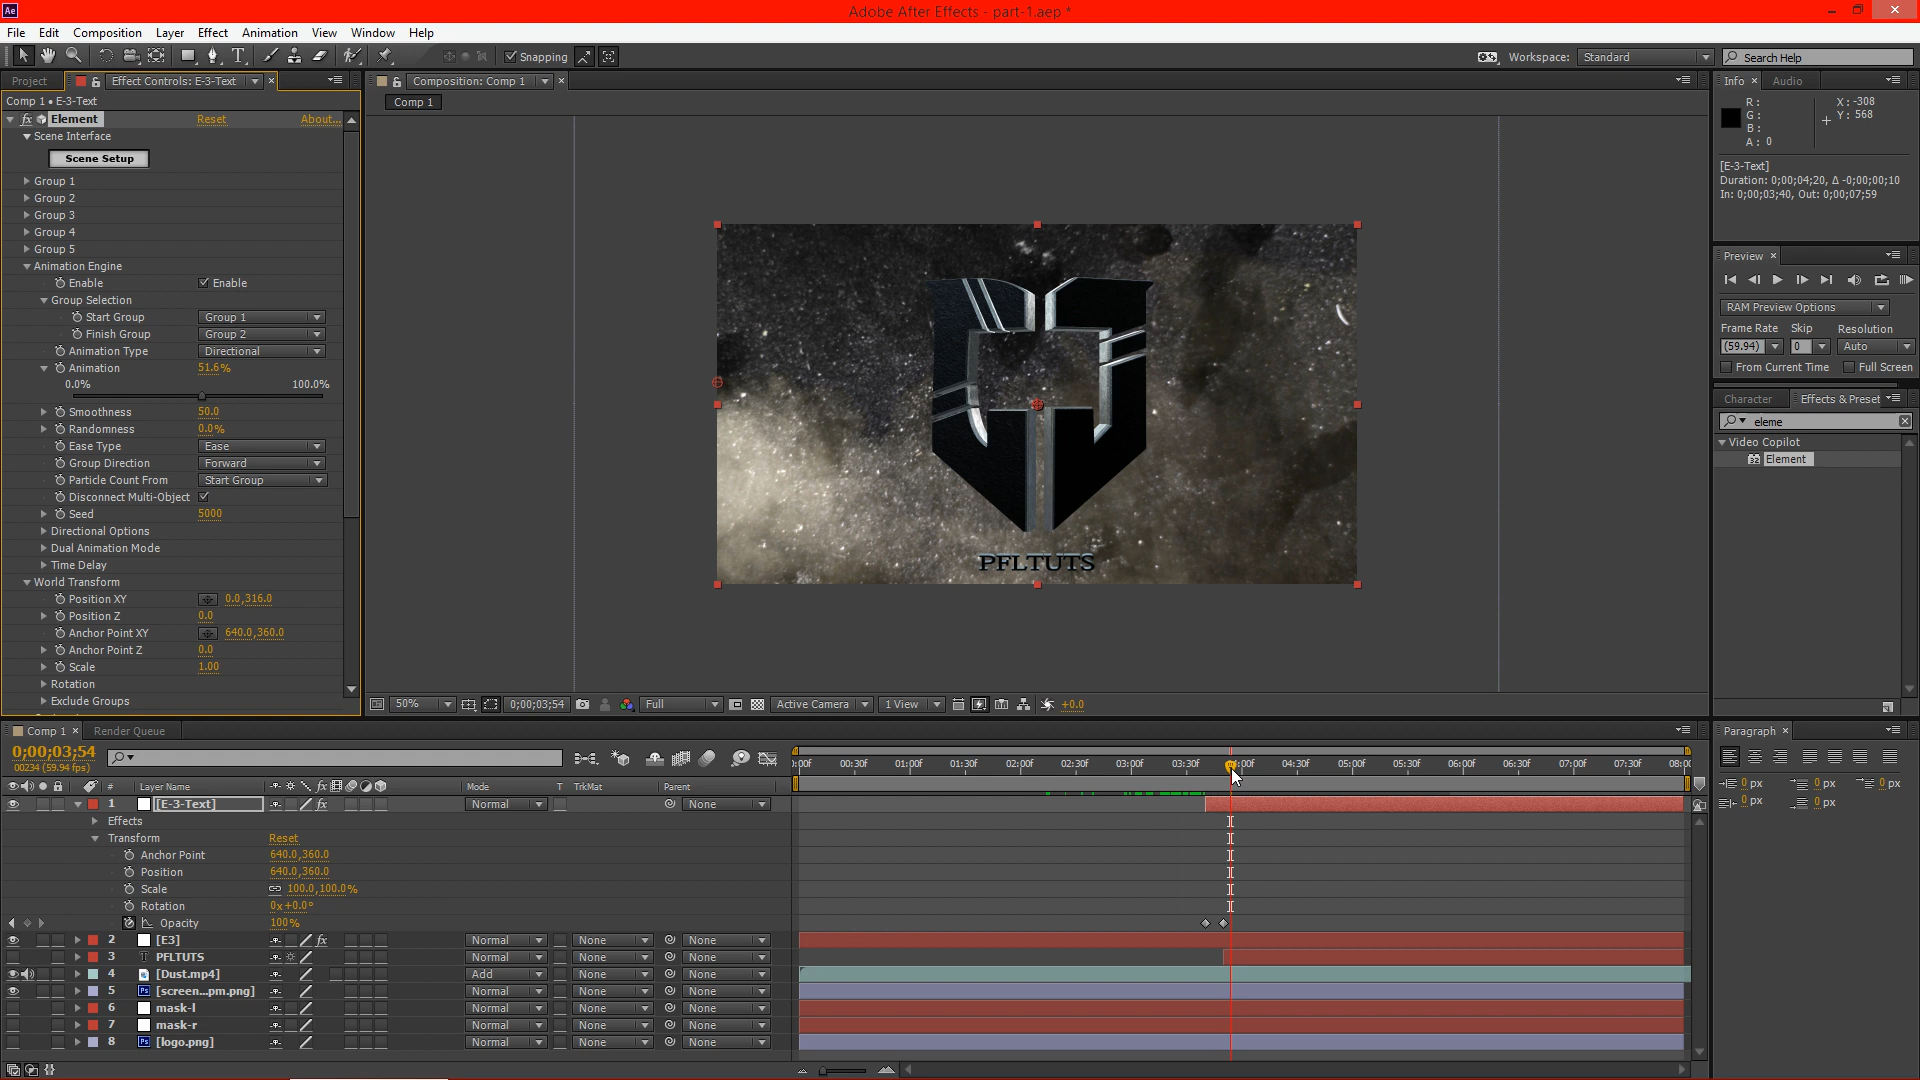 Ae
Adobe After Effects - part-1.aep *
File Edit Composition Layer Effect Animation View Window Help
Snapping
Workspace: Standard
Search Help
Project
Effect Controls: E-3-Text
Comp 1 • E-3-Text
fx Element Reset About...
Scene Interface
Scene Setup
Group 1
Group 2
Group 3
Group 4
Group 5
Animation Engine
Enable Enable
Group Selection
Start Group Group 1
Finish Group Group 2
Animation Type Directional
Animation 51.6%
0.0% 100.0%
Smoothness 50.0
Randomness 0.0%
Ease Type Ease
Group Direction Forward
Particle Count From Start Group
Disconnect Multi-Object
Seed 5000
Directional Options
Dual Animation Mode
Time Delay
World Transform
Position XY 0.0,316.0
Position Z 0.0
Anchor Point XY 640.0,360.0
Anchor Point Z 0.0
Scale 1.00
Rotation
Exclude Groups
Composition: Comp 1
Comp 1
PFLTUTS
50% 0;00;03;54 Full Active Camera 1 View +0.0
Info Audio
R:
G:
B:
A: 0
X: -308
Y: 568
[E-3-Text]
Duration: 0;00;04;20, Δ -0;00;00;10
In: 0;00;03;40, Out: 0;00;07;59
Preview
RAM Preview Options
Frame Rate Skip Resolution
(59.94) 0 Auto
From Current Time Full Screen
Character Effects & Preset
eleme
Video Copilot
32 Element
Comp 1 Render Queue
0;00;03;54
00234 (59.94 fps)
:00f 00:30f 01:00f 01:30f 02:00f 02:30f 03:00f 03:30f 04:00f 04:30f 05:00f 05:30f 06:00f 06:30f 07:00f 07:30f 08:00
# Layer Name fx Mode T TrkMat Parent
1 [E-3-Text] fx Normal None
Effects
Transform Reset
Anchor Point 640.0,360.0
Position 640.0,360.0
Scale 100.0,100.0%
Rotation 0x+0.0°
Opacity 100%
2 [E3] fx Normal None None
3 T PFLTUTS Normal None None
4 [Dust.mp4] Add None None
5 Ps [screen...pm.png] Normal None None
6 mask-l Normal None None
7 mask-r Normal None None
8 Ps [logo.png] Normal None None
Paragraph
0 px 0 px 0 px
0 px 0 px